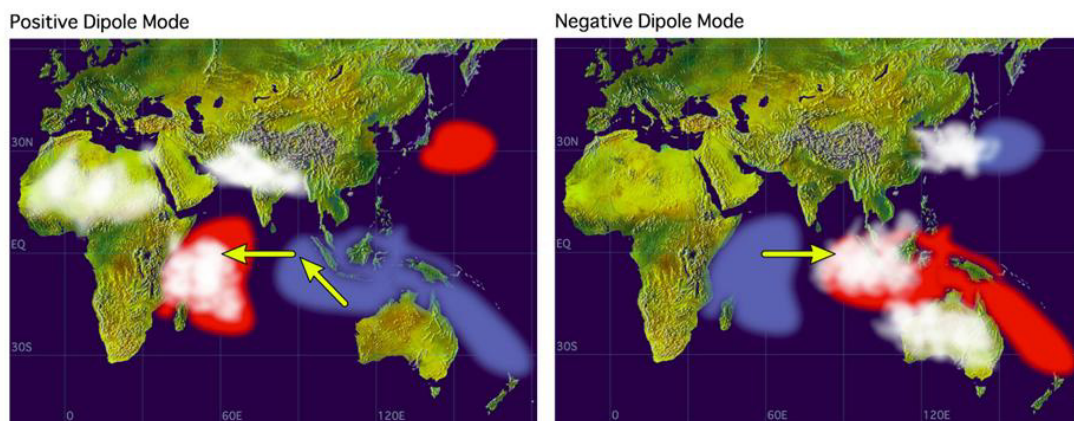 Positive Dipole Mode
30N
EQ
30S
0
60E
120E
Negative Dipole Mode
30N
EQ
30S
0
60E
120E